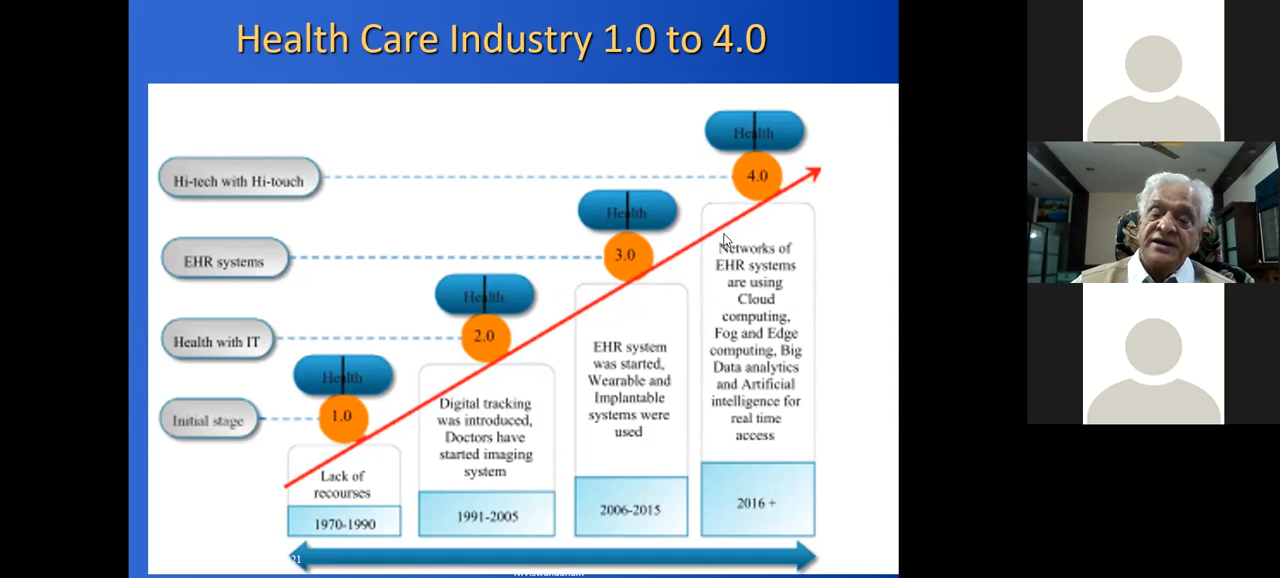 Health Care Industry 1.0 to 4.0
Health
4.0
Hi-tech with Hi-touch
Health
3.0
EHR systems
Health
2.0
Health with IT
Health
1.0
Initial stage
Lack of
recourses
1970-1990
Digital tracking
was introduced,
Doctors have
started imaging
system
1991-2005
EHR system
was started,
Wearable and
Implantable
systems were
used
2006-2015
Networks of
EHR systems
are using
Cloud
computing,
Fog and Edge
computing, Big
Data analytics
and Artificial
intelligence for
real time
access
2016 +
21